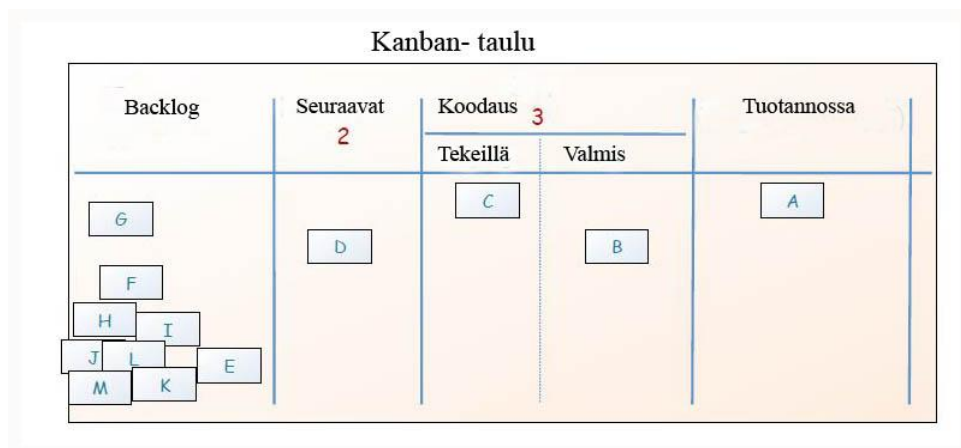 Kanban- taulu
Backlog
Seuraavat
2
Koodaus 3
Tuotannossa
Tekeillä
Valmis
C
A
G
D
B
F
H
I
J
L
E
M
K